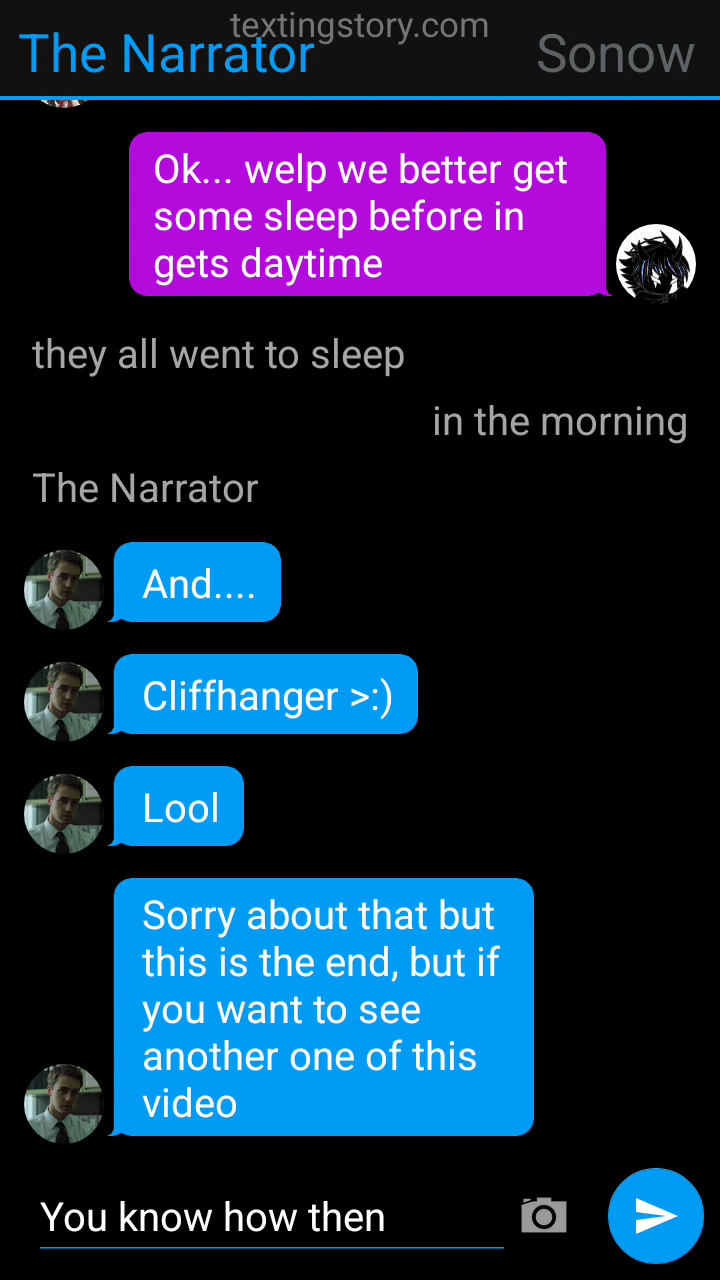 textingstory.com
The Narrator
Sonow
Ok... welp we better get
some sleep before in
gets daytime
they all went to sleep
in the morning
The Narrator
And....
Cliffhanger >:)
Lool
Sorry about that but
this is the end, but if
you want to see
another one of this
video
You know how then